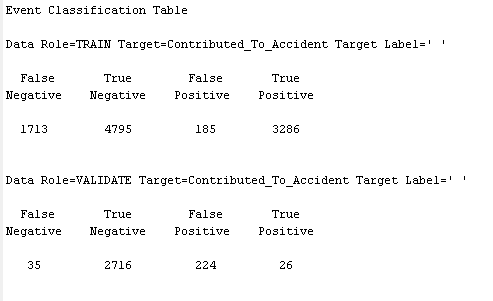 Event Classification Table
Data Role=TRAIN Target=Contributed_To_Accident Target Label=' '
False True False True
Negative Negative Positive Positive
1713 4795 185 3286
Data Role=VALIDATE Target=Contributed_To_Accident Target Label=' '
False True False True
Negative Negative Positive Positive
35 2716 224 26